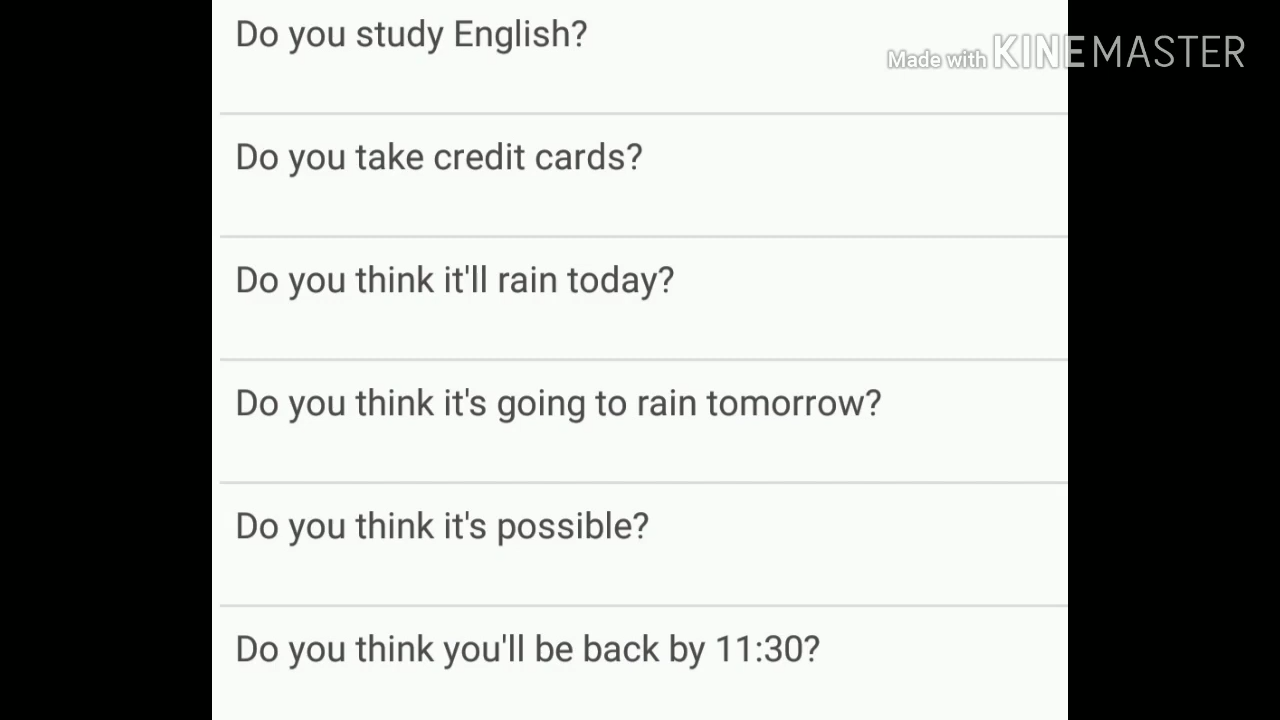 Do you study English?
Made with KINEMASTER
Do you take credit cards?
Do you think it'll rain today?
Do you think it's going to rain tomorrow?
Do you think it's possible?
Do you think you'll be back by 11:30?